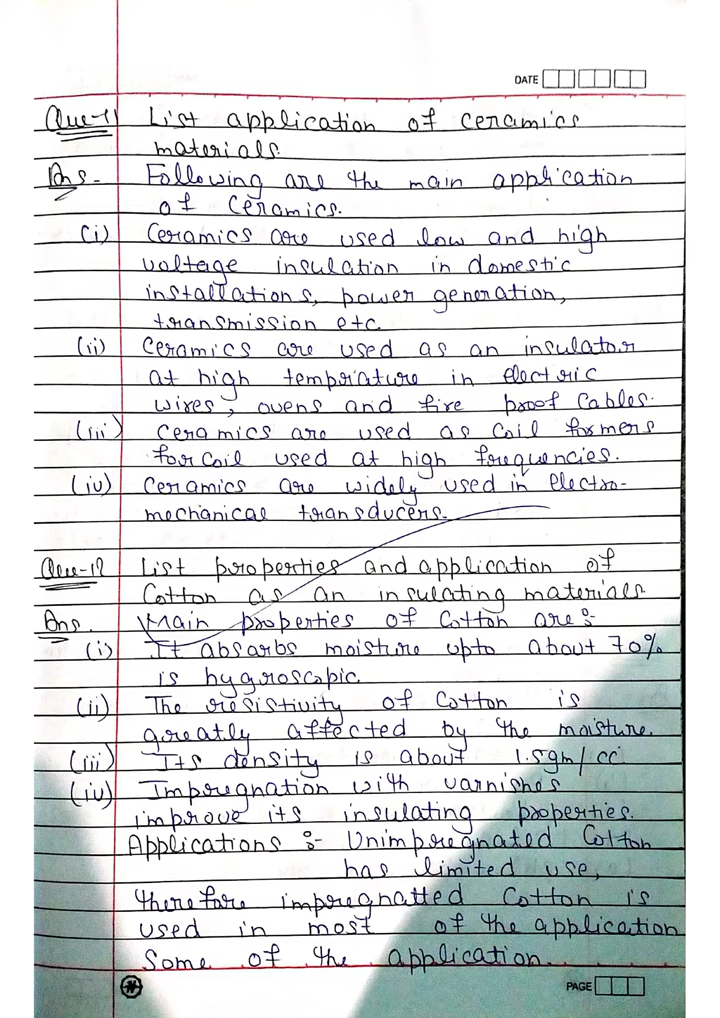 DATE
Que-11 List application of ceramics
materials.
Ans- Following are the main application
of Ceramics.
(i) Ceramics are used low and high
voltage insulation in domestic
installations, power generation,
transmission etc.
(ii) Ceramics are used as an insulator
at high temprature in electric
wires, ovens and fire proof Cables.
(iii) Ceramics are used as Coil formers
for coil used at high frequencies.
(iv) Ceramics are widely used in electro-
mechanical transducers.
Que-12 List properties and application of
Cotton as an insulating materials
Ans. Main properties of Cotton are:-
(i) It absorbs moisture upto about 70%
is hygroscopic.
(ii) The resistivity of Cotton is
greatly affected by the moisture.
(iii) Its density is about 1.5gm/cc
(iv) Impregnation with varnishes
improve its insulating properties.
Applications :- Unimpregnated Cotton
has limited use,
therefore impregnatted Cotton is
used in most of the application
Some of the application.
PAGE